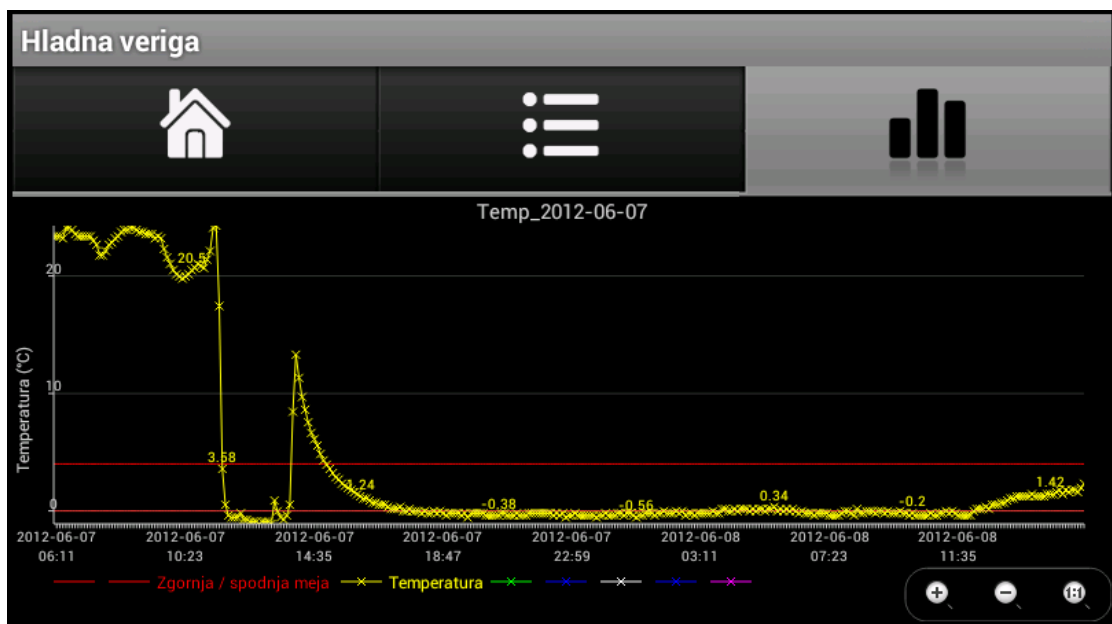 Hladna veriga
Temp_2012-06-07
Temperatura (°C)
20
10
0
20.5
3.58
1.24
-0.38
-0.56
0.34
-0.2
1.42
2012-06-07 2012-06-07 2012-06-07 2012-06-07 2012-06-07 2012-06-08 2012-06-08 2012-06-08
06:11 10:23 14:35 18:47 22:59 03:11 07:23 11:35
Zgornja / spodnja meja Temperatura
1:1